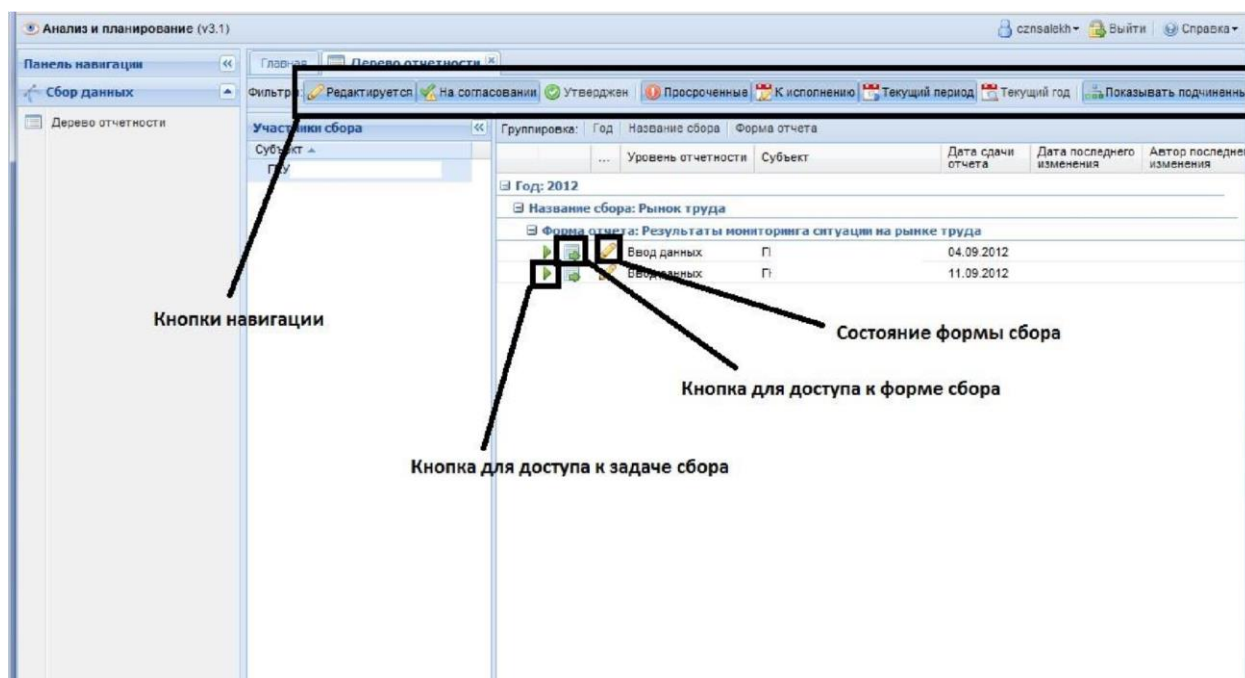 Анализ и планирование (v3.1) cznsalekh Выйти Справка
Панель навигации Главная Дерево отчетности
Сбор данных Фильтры: Редактируется На согласовании Утвержден Просроченные К исполнению Текущий период Текущий год Показывать подчиненны
Дерево отчетности Участники сбора Группировка: Год Название сбора Форма отчета
Субъект ... Уровень отчетности Субъект Дата сдачи отчета Дата последнего изменения Автор последнег изменения
ГКУ
Год: 2012
Название сбора: Рынок труда
Форма отчета: Результаты мониторинга ситуации на рынке труда
Ввод данных 04.09.2012
Ввод данных 11.09.2012
Кнопки навигации
Состояние формы сбора
Кнопка для доступа к форме сбора
Кнопка для доступа к задаче сбора